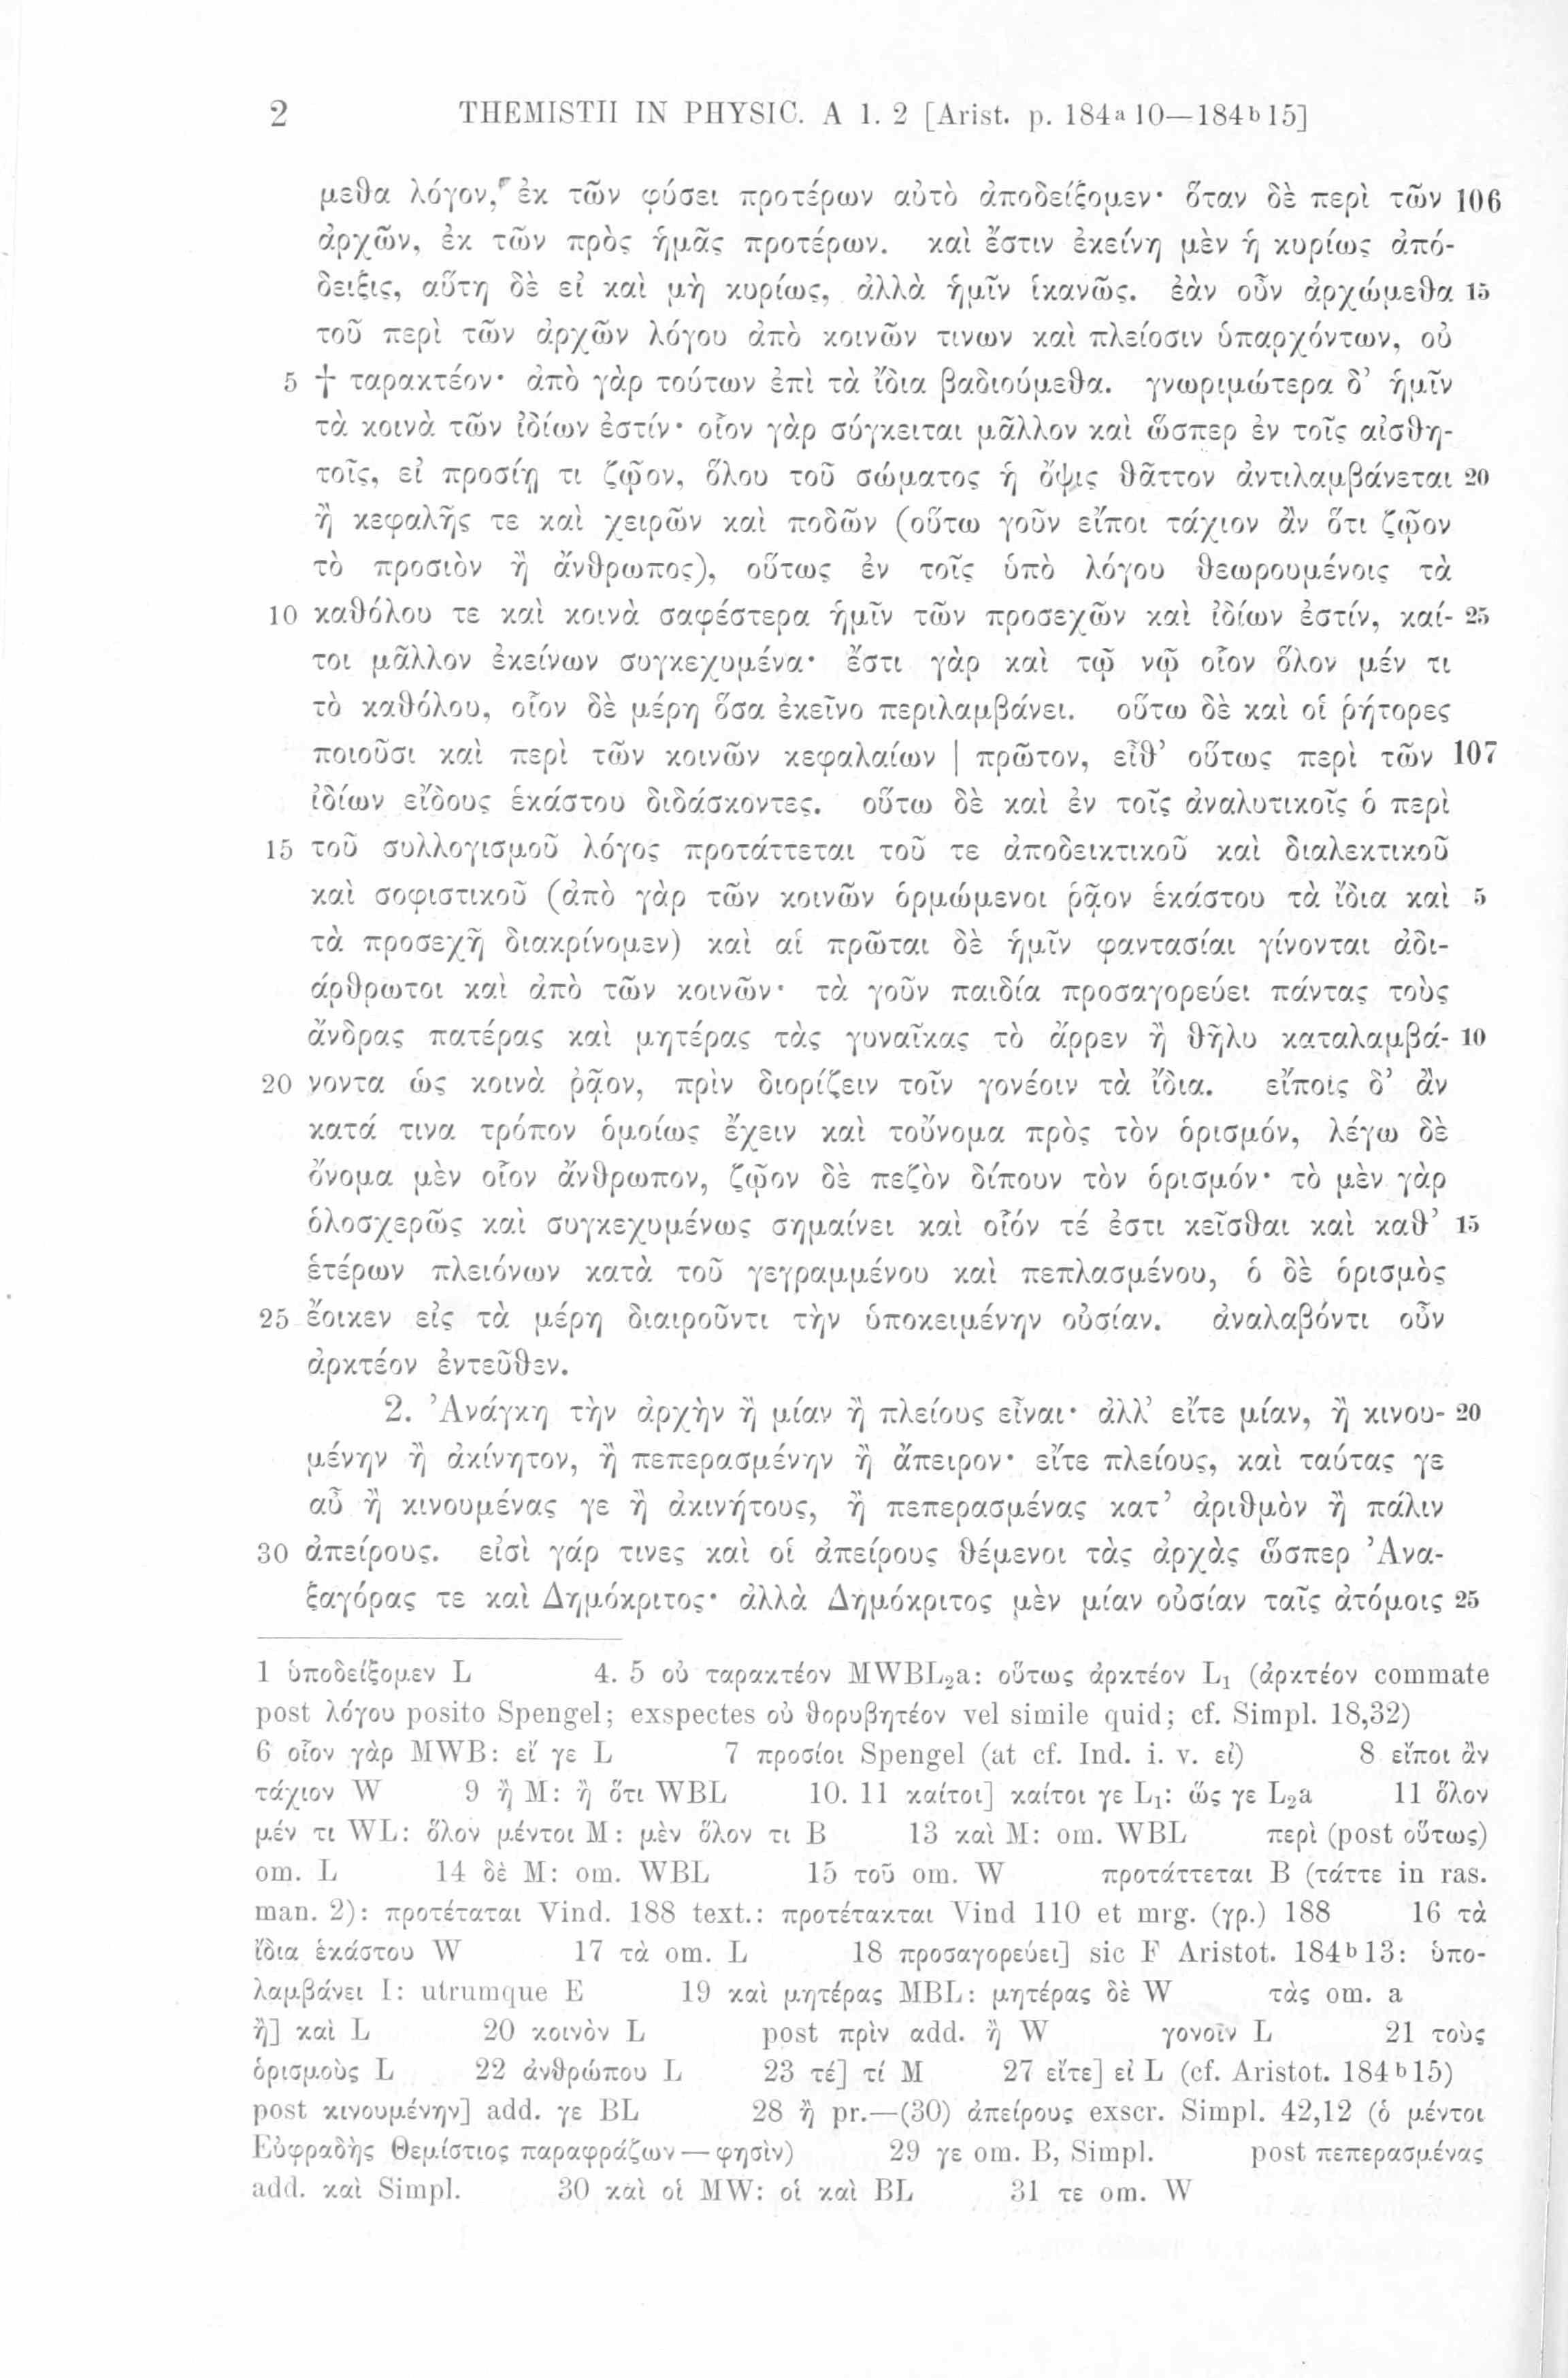 2 THEMISTII IN PHYSIC. A 1. 2 [Arist. p. 184a 10—184b 15]
μεθα λόγον, ἐκ τῶν φύσει προτέρων αὐτὸ ἀποδείξομεν· ὅταν δὲ περὶ τῶν 106
ἀρχῶν, ἐκ τῶν πρὸς ἡμᾶς προτέρων. καὶ ἔστιν ἐκείνη μὲν ἡ κυρίως ἀπό-
δειξις, αὕτη δὲ εἰ καὶ μὴ κυρίως, ἀλλὰ ἡμῖν ἱκανῶς. ἐὰν οὖν ἀρχώμεθα 15
τοῦ περὶ τῶν ἀρχῶν λόγου ἀπὸ κοινῶν τινων καὶ πλείοσιν ὑπαρχόντων, οὐ
5 † ταρακτέον· ἀπὸ γὰρ τούτων ἐπὶ τὰ ἴδια βαδιούμεθα. γνωριμώτερα δ’ ἡμῖν
τὰ κοινὰ τῶν ἰδίων ἐστίν· οἷον γὰρ σύγκειται μᾶλλον καὶ ὥσπερ ἐν τοῖς αἰσθη-
τοῖς, εἰ προσίῃ τι ζῷον, ὅλου τοῦ σώματος ἡ ὄψις θᾶττον ἀντιλαμβάνεται 20
ἢ κεφαλῆς τε καὶ χειρῶν καὶ ποδῶν (οὕτω γοῦν εἴποι τάχιον ἂν ὅτι ζῷον
τὸ προσιὸν ἢ ἄνθρωπος), οὕτως ἐν τοῖς ὑπὸ λόγου θεωρουμένοις τὰ
10 καθόλου τε καὶ κοινὰ σαφέστερα ἡμῖν τῶν προσεχῶν καὶ ἰδίων ἐστίν, καί- 25
τοι μᾶλλον ἐκείνων συγκεχυμένα· ἔστι γὰρ καὶ τῷ νῷ οἷον ὅλον μέν τι
τὸ καθόλου, οἷον δὲ μέρη ὅσα ἐκεῖνο περιλαμβάνει. οὕτω δὲ καὶ οἱ ῥήτορες
ποιοῦσι καὶ περὶ τῶν κοινῶν κεφαλαίων | πρῶτον, εἶθ’ οὕτως περὶ τῶν 107
ἰδίων εἴδους ἑκάστου διδάσκοντες. οὕτω δὲ καὶ ἐν τοῖς ἀναλυτικοῖς ὁ περὶ
15 τοῦ συλλογισμοῦ λόγος προτάττεται τοῦ τε ἀποδεικτικοῦ καὶ διαλεκτικοῦ
καὶ σοφιστικοῦ (ἀπὸ γὰρ τῶν κοινῶν ὁρμώμενοι ῥᾷον ἑκάστου τὰ ἴδια καὶ 5
τὰ προσεχῆ διακρίνομεν) καὶ αἱ πρῶται δὲ ἡμῖν φαντασίαι γίνονται ἀδι-
άρθρωτοι καὶ ἀπὸ τῶν κοινῶν· τὰ γοῦν παιδία προσαγορεύει πάντας τοὺς
ἄνδρας πατέρας καὶ μητέρας τὰς γυναῖκας τὸ ἄρρεν ἢ θῆλυ καταλαμβά- 10
20 νοντα ὡς κοινὰ ῥᾷον, πρὶν διορίζειν τοῖν γονέοιν τὰ ἴδια. εἴποις δ’ ἂν
κατά τινα τρόπον ὁμοίως ἔχειν καὶ τοὔνομα πρὸς τὸν ὁρισμόν, λέγω δὲ
ὄνομα μὲν οἷον ἄνθρωπον, ζῷον δὲ πεζὸν δίπουν τὸν ὁρισμόν· τὸ μὲν γὰρ
ὁλοσχερῶς καὶ συγκεχυμένως σημαίνει καὶ οἷόν τέ ἐστι κεῖσθαι καὶ καθ’ 15
ἑτέρων πλειόνων κατὰ τοῦ γεγραμμένου καὶ πεπλασμένου, ὁ δὲ ὁρισμὸς
25 ἔοικεν εἰς τὰ μέρη διαιροῦντι τὴν ὑποκειμένην οὐσίαν. ἀναλαβόντι οὖν
ἀρκτέον ἐντεῦθεν.
2. Ἀνάγκη τὴν ἀρχὴν ἢ μίαν ἢ πλείους εἶναι· ἀλλ’ εἴτε μίαν, ἢ κινου- 20
μένην ἢ ἀκίνητον, ἢ πεπερασμένην ἢ ἄπειρον· εἴτε πλείους, καὶ ταύτας γε
αὖ ἢ κινουμένας γε ἢ ἀκινήτους, ἢ πεπερασμένας κατ’ ἀριθμὸν ἢ πάλιν
30 ἀπείρους. εἰσὶ γάρ τινες καὶ οἱ ἀπείρους θέμενοι τὰς ἀρχὰς ὥσπερ Ἀνα-
ξαγόρας τε καὶ Δημόκριτος· ἀλλὰ Δημόκριτος μὲν μίαν οὐσίαν ταῖς ἀτόμοις 25
1 ὑποδείξομεν L 4. 5 οὐ ταρακτέον MWBL₂a: οὕτως ἀρκτέον L₁ (ἀρκτέον commate
post λόγου posito Spengel; exspectes οὐ θορυβητέον vel simile quid; cf. Simpl. 18,32)
6 οἷον γὰρ MWB: εἴ γε L 7 προσίοι Spengel (at cf. Ind. i. v. εἰ) 8 εἴποι ἂν
τάχιον W 9 ἢ M: ἢ ὅτι WBL 10. 11 καίτοι] καίτοι γε L₁: ὥς γε L₂a 11 ὅλον
μέν τι WL: ὅλον μέντοι M: μὲν ὅλον τι B 13 καὶ M: om. WBL περὶ (post οὕτως)
om. L 14 δὲ M: om. WBL 15 τοῦ om. W προτάττεται B (τάττε in ras.
man. 2): προτέταται Vind. 188 text.: προτέτακται Vind 110 et mrg. (γρ.) 188 16 τὰ
ἴδια ἑκάστου W 17 τὰ om. L 18 προσαγορεύει] sic F Aristot. 184b 13: ὑπο-
λαμβάνει I: utrumque E 19 καὶ μητέρας MBL: μητέρας δὲ W τὰς om. a
ἢ] καὶ L 20 κοινὸν L post πρὶν add. ἢ W γονοῖν L 21 τοὺς
ὁρισμοὺς L 22 ἀνθρώπου L 23 τέ] τί M 27 εἴτε] εἰ L (cf. Aristot. 184b 15)
post κινουμένην] add. γε BL 28 ἢ pr.—(30) ἀπείρους exscr. Simpl. 42,12 (ὁ μέντοι
Εὐφραδὴς Θεμίστιος παραφράζων — φησὶν) 29 γε om. B, Simpl. post πεπερασμένας
add. καὶ Simpl. 30 καὶ οἱ MW: οἱ καὶ BL 31 τε om. W